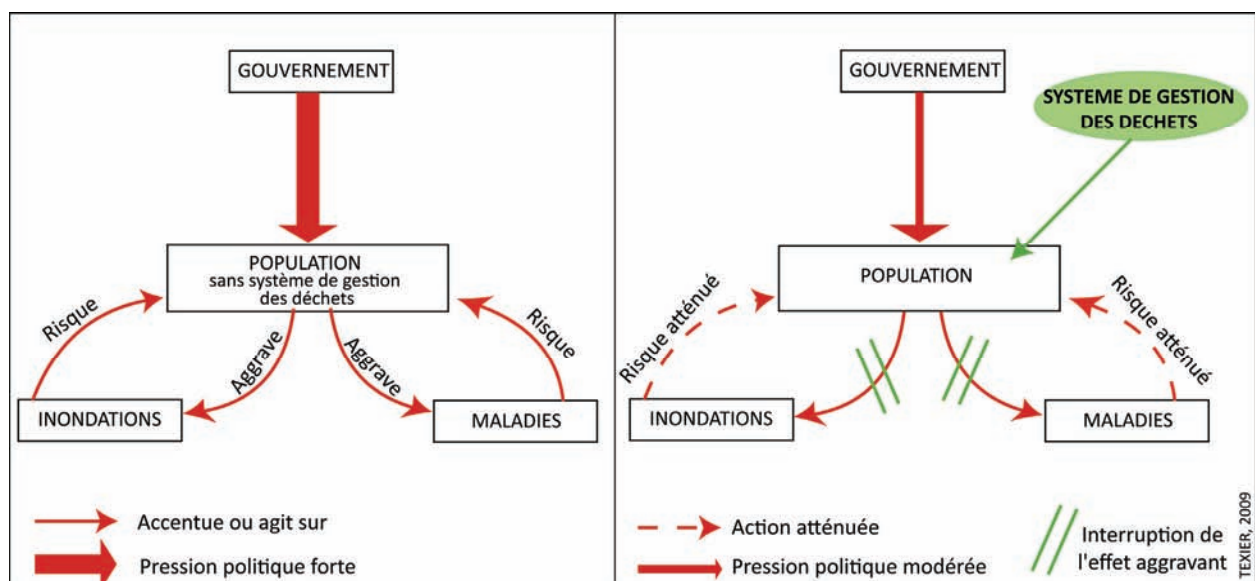 GOUVERNEMENT
POPULATION
sans système de gestion
des déchets
Risque
Aggrave
Aggrave
Risque
INONDATIONS
MALADIES
Accentue ou agit sur
Pression politique forte
GOUVERNEMENT
SYSTEME DE GESTION
DES DECHETS
POPULATION
Risque atténué
Risque atténué
INONDATIONS
MALADIES
Action atténuée
Pression politique modérée
Interruption de
l'effet aggravant
TEXIER, 2009